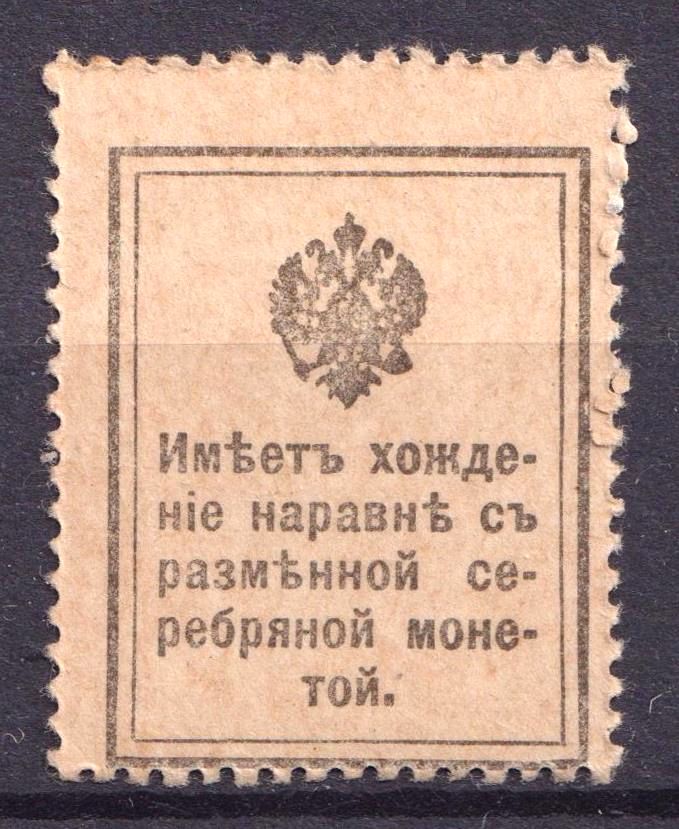 Имѣетъ хожде-
ніе наравнѣ съ
размѣнной се-
ребряной моне-
той.